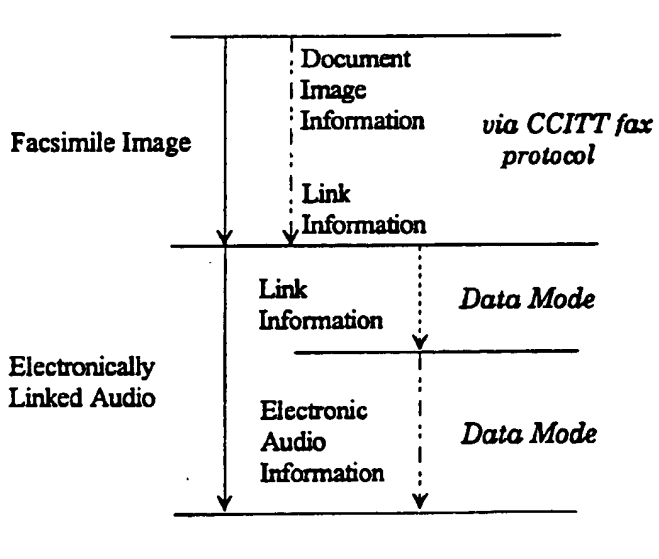 Document
Image
Information
Facsimile Image
via CCITT fax
protocol
Link
Information
Link
Information
Data Mode
Electronically
Linked Audio
Electronic
Audio
Information
Data Mode